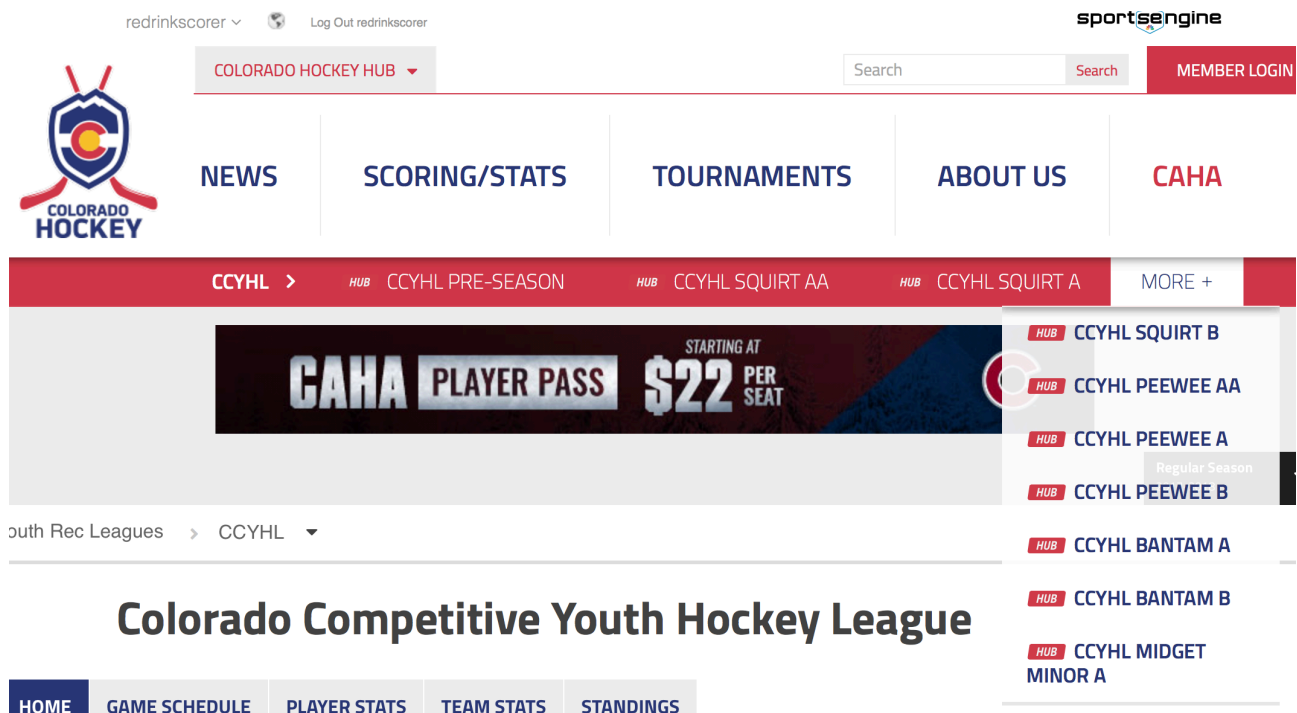 redrinkscorer
Log Out redrinkscorer
sportsengine
COLORADO HOCKEY HUB
Search
Search
MEMBER LOGIN
COLORADO
HOCKEY
NEWS
SCORING/STATS
TOURNAMENTS
ABOUT US
CAHA
CCYHL
HUB CCYHL PRE-SEASON
HUB CCYHL SQUIRT AA
HUB CCYHL SQUIRT A
MORE +
HUB CCYHL SQUIRT B
HUB CCYHL PEEWEE AA
HUB CCYHL PEEWEE A
HUB CCYHL PEEWEE B
HUB CCYHL BANTAM A
HUB CCYHL BANTAM B
HUB CCYHL MIDGET
MINOR A
CAHA PLAYER PASS
STARTING AT
$22 PER
SEAT
Regular Season
outh Rec Leagues
CCYHL
Colorado Competitive Youth Hockey League
HOME
GAME SCHEDULE
PLAYER STATS
TEAM STATS
STANDINGS